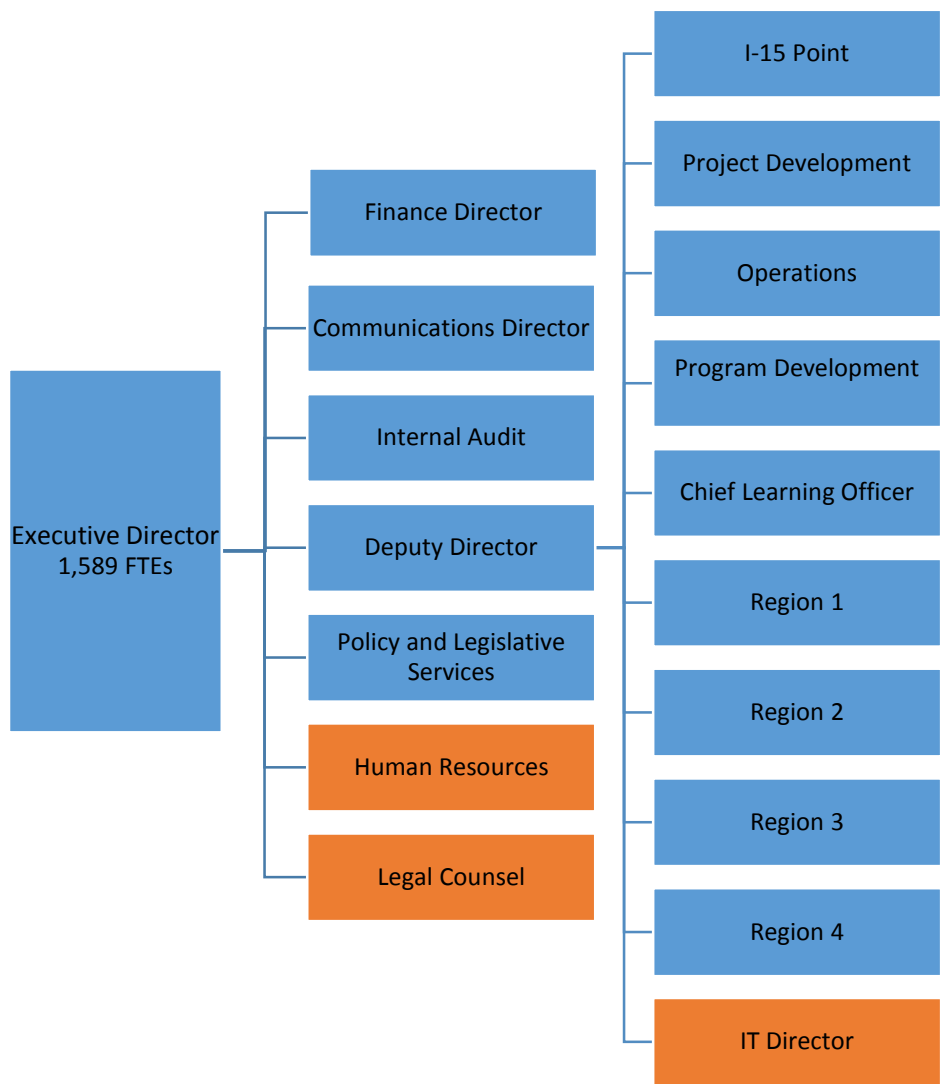 Executive Director
1,589 FTEs
Finance Director
Communications Director
Internal Audit
Deputy Director
Policy and Legislative
Services
Human Resources
Legal Counsel
I-15 Point
Project Development
Operations
Program Development
Chief Learning Officer
Region 1
Region 2
Region 3
Region 4
IT Director